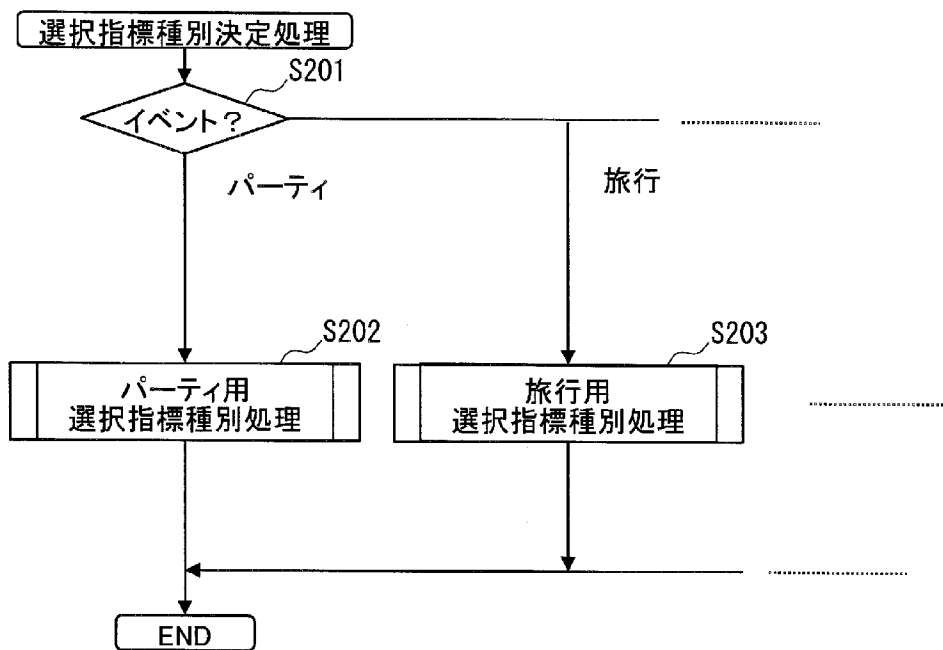 選択指標種別決定処理
S201
イベント?
パーティ
旅行
S202
パーティ用
選択指標種別処理
S203
旅行用
選択指標種別処理
END